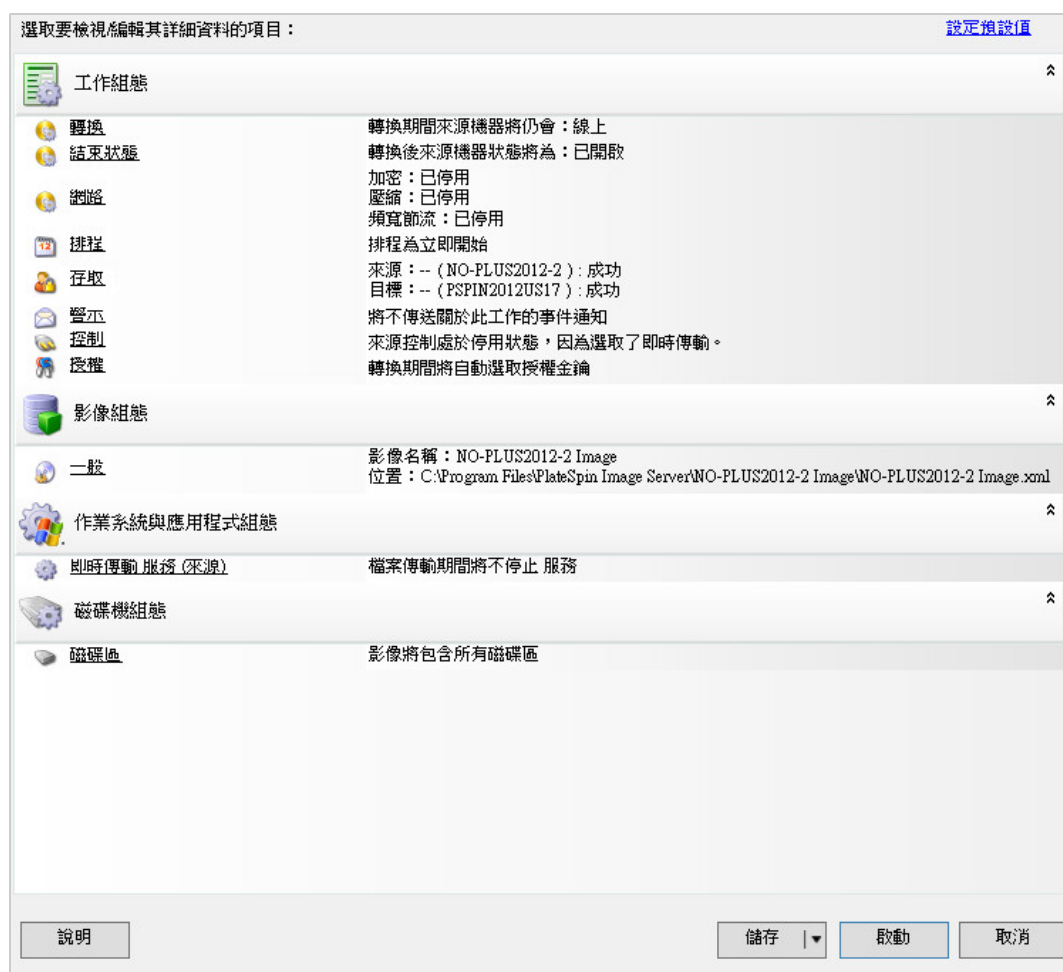 選取要檢視/編輯其詳細資料的項目：
設定預設值
工作組態
轉換 轉換期間來源機器將仍會：線上
結束狀態 轉換後來源機器狀態將為：已開啟
加密：已停用
網路 壓縮：已停用
頻寬節流：已停用
排程 排程為立即開始
存取 來源：-- ( NO-PLUS2012-2 ) : 成功
目標：-- ( PSPIN2012US17 ) : 成功
警示 將不傳送關於此工作的事件通知
控制 來源控制處於停用狀態，因為選取了即時傳輸。
授權 轉換期間將自動選取授權金鑰
影像組態
一般 影像名稱：NO-PLUS2012-2 Image
位置：C:\Program Files\PlateSpin Image Server\NO-PLUS2012-2 Image\NO-PLUS2012-2 Image.xml
作業系統與應用程式組態
即時傳輸 服務 (來源) 檔案傳輸期間將不停止 服務
磁碟機組態
磁碟區 影像將包含所有磁碟區
說明 儲存 啟動 取消